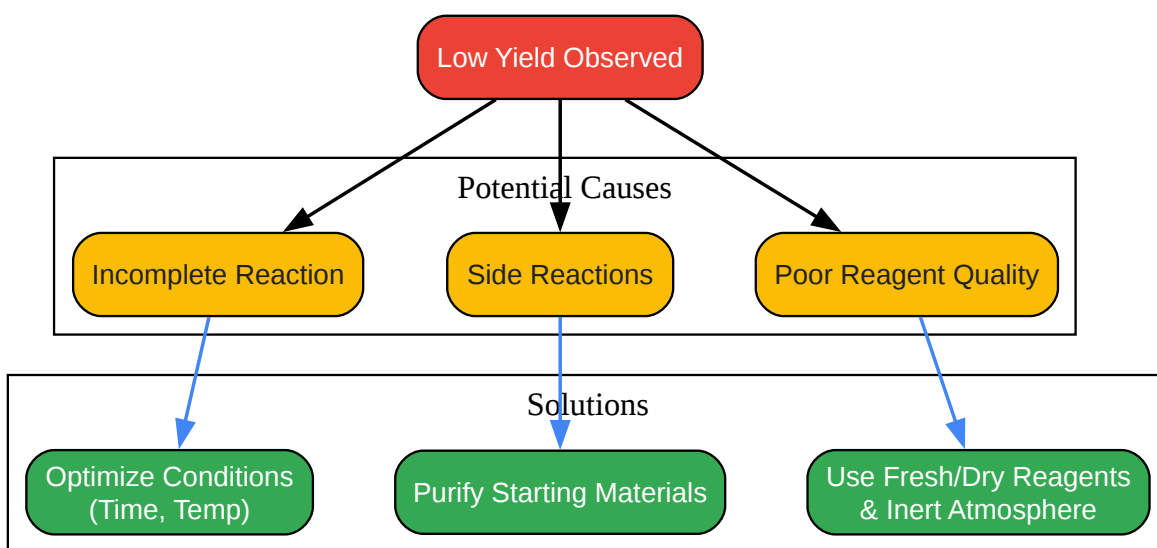 Low Yield Observed
Potential Causes
Incomplete Reaction
Side Reactions
Poor Reagent Quality
Solutions
Optimize Conditions
(Time, Temp)
Purify Starting Materials
Use Fresh/Dry Reagents
& Inert Atmosphere